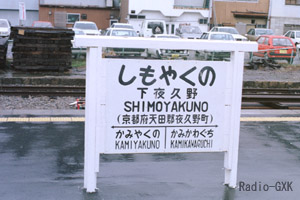 しもやくの
下夜久野
SHIMOYAKUNO
(京都府天田郡夜久野町)
かみやくの
KAMIYAKUNO
かみかわぐち
KAMIKAWAGUCHI
Radio-GXK